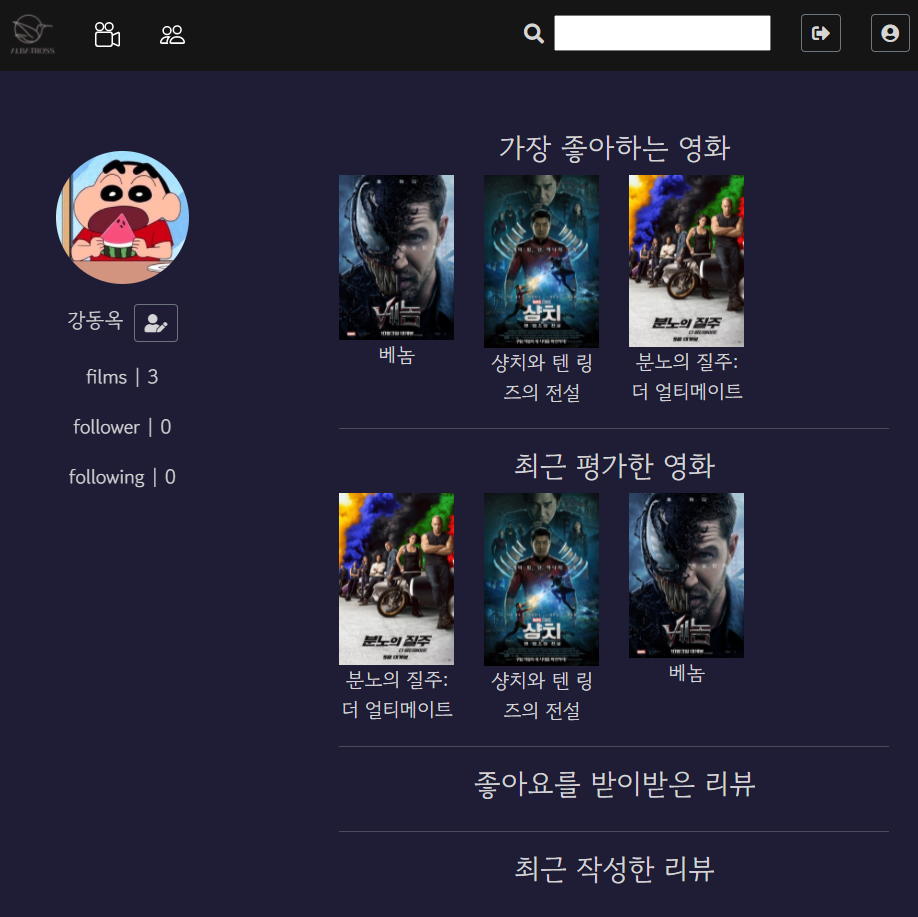 ALBATROSS
가장 좋아하는 영화
베놈
샹치
분노의 질주
베놈
샹치와 텐 링
즈의 전설
분노의 질주:
더 얼티메이트
강동옥
films | 3
follower | 0
following | 0
최근 평가한 영화
분노의 질주
샹치
베놈
분노의 질주:
더 얼티메이트
샹치와 텐 링
즈의 전설
베놈
좋아요를 많이받은 리뷰
최근 작성한 리뷰